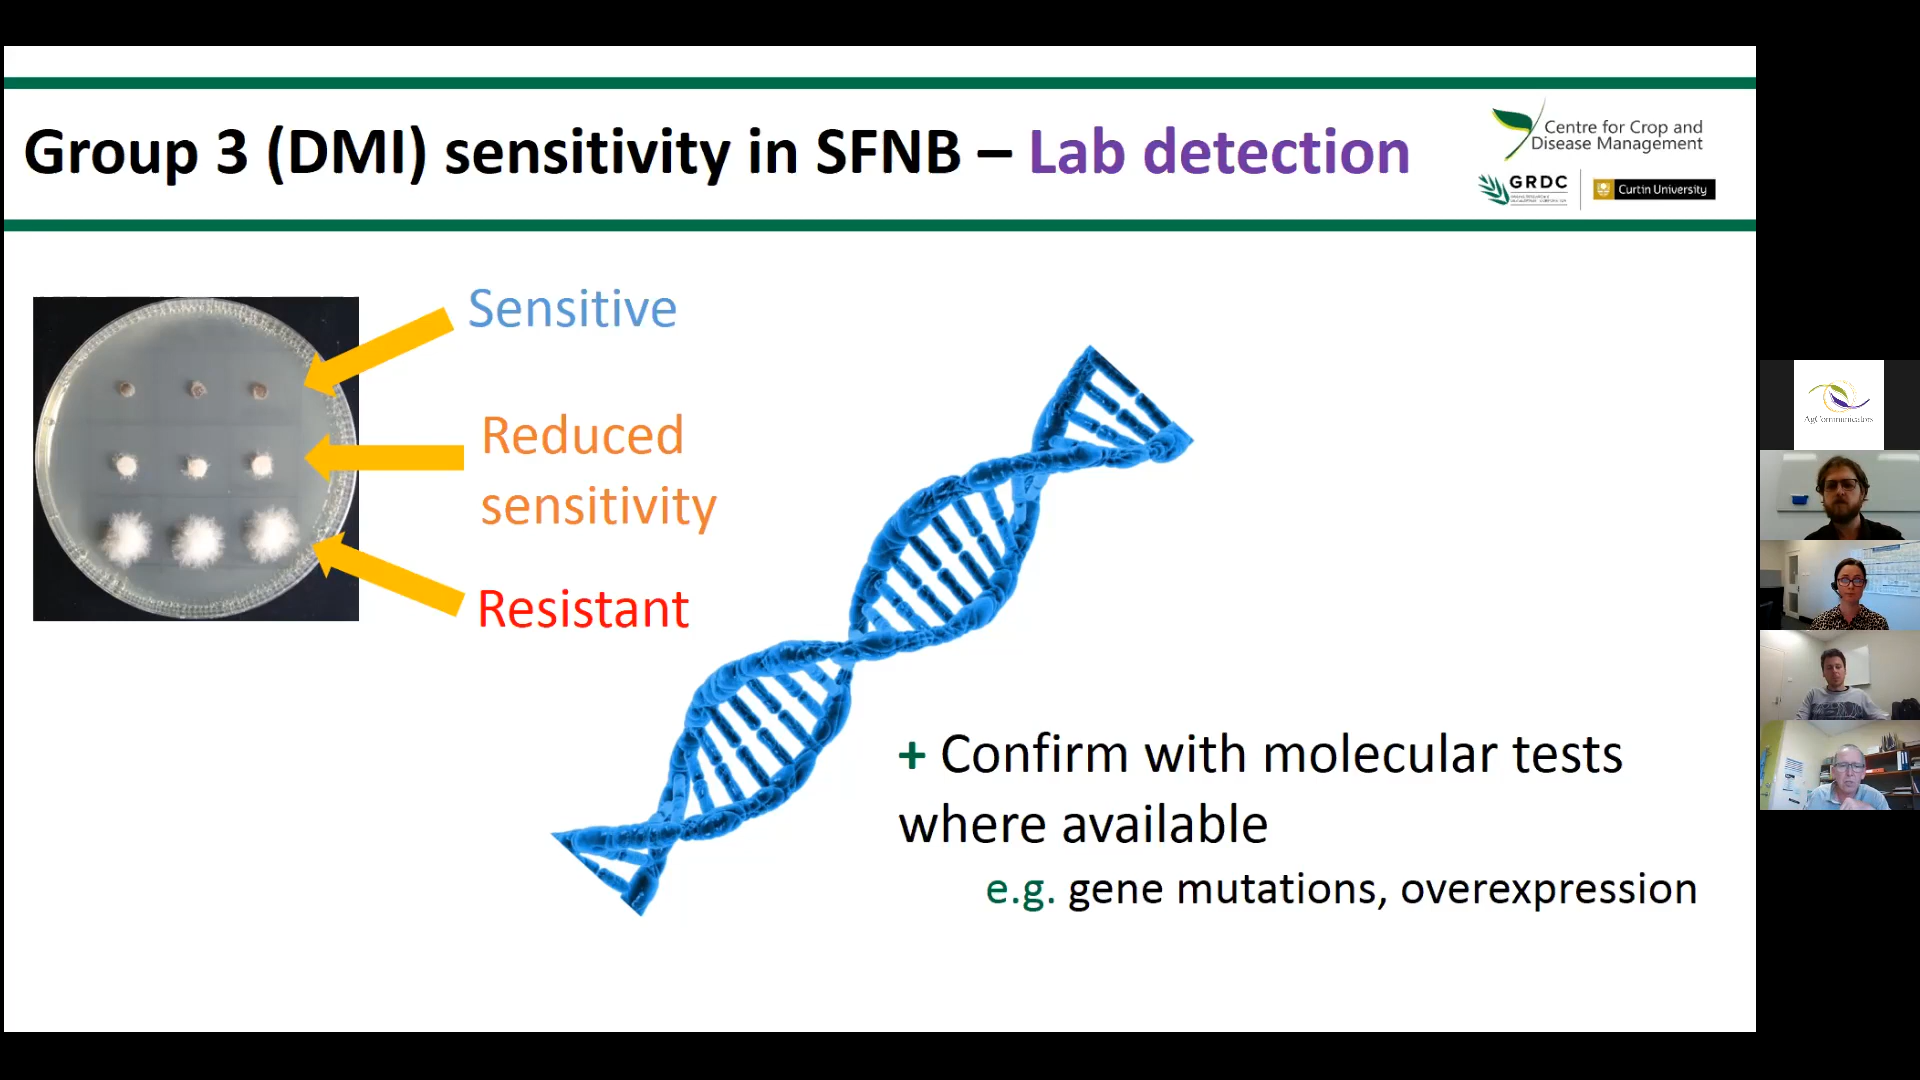 Group 3 (DMI) sensitivity in SFNB – Lab detection
Centre for Crop and
Disease Management
GRDC
Curtin University
Sensitive
Reduced
sensitivity
Resistant
+ Confirm with molecular tests
where available
e.g. gene mutations, overexpression
AgCommunicators